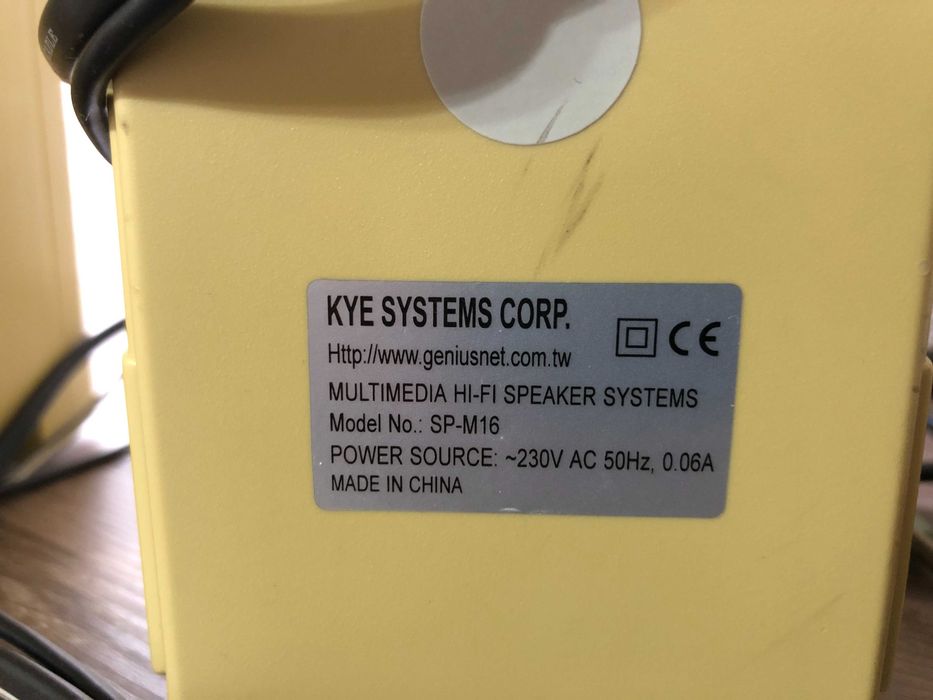 KYE SYSTEMS CORP.
Http://www.geniusnet.com.tw
CE
MULTIMEDIA HI-FI SPEAKER SYSTEMS
Model No.: SP-M16
POWER SOURCE: ~230V AC 50Hz, 0.06A
MADE IN CHINA